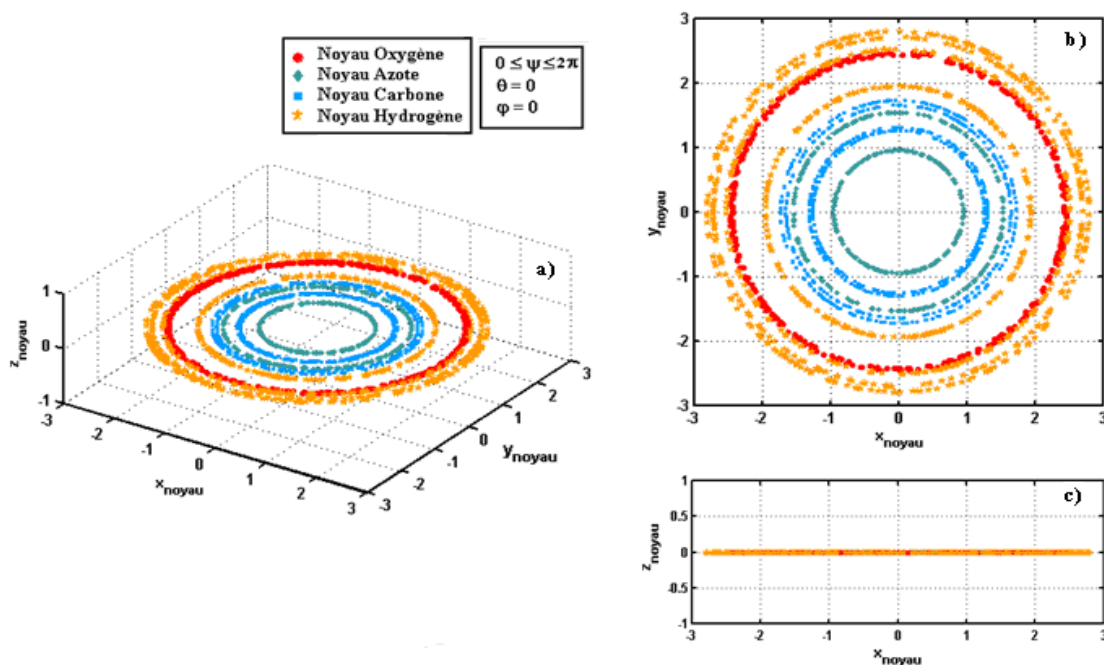 Noyau Oxygène
Noyau Azote
Noyau Carbone
Noyau Hydrogène
0 ≤ ψ ≤ 2π
θ = 0
φ = 0
a)
1
0
-1
z_noyau
-3
-2
-1
0
1
2
3
x_noyau
-3
-2
-1
0
1
2
3
y_noyau
b)
3
2
1
0
-1
-2
-3
y_noyau
-3
-2
-1
0
1
2
3
x_noyau
c)
1
0.5
0
-0.5
-1
z_noyau
-3
-2
-1
0
1
2
3
x_noyau